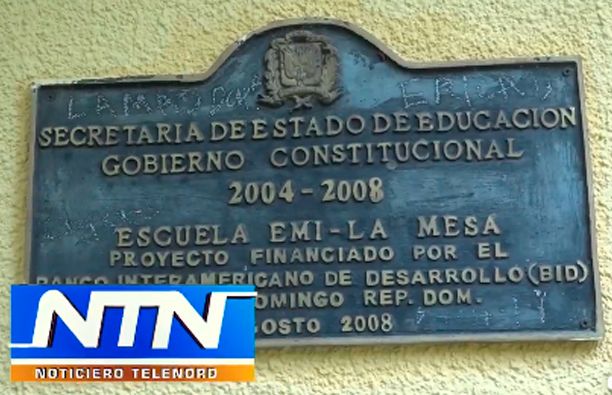 SECRETARIA DE ESTADO DE EDUCACION
GOBIERNO CONSTITUCIONAL
2004-2008
ESCUELA EMI-LA MESA
PROYECTO FINANCIADO POR EL
INTERAMERICANO DE DESARROLLO (BID)
REP. DOM.
2008
NTN
NOTICIERO TELENORD